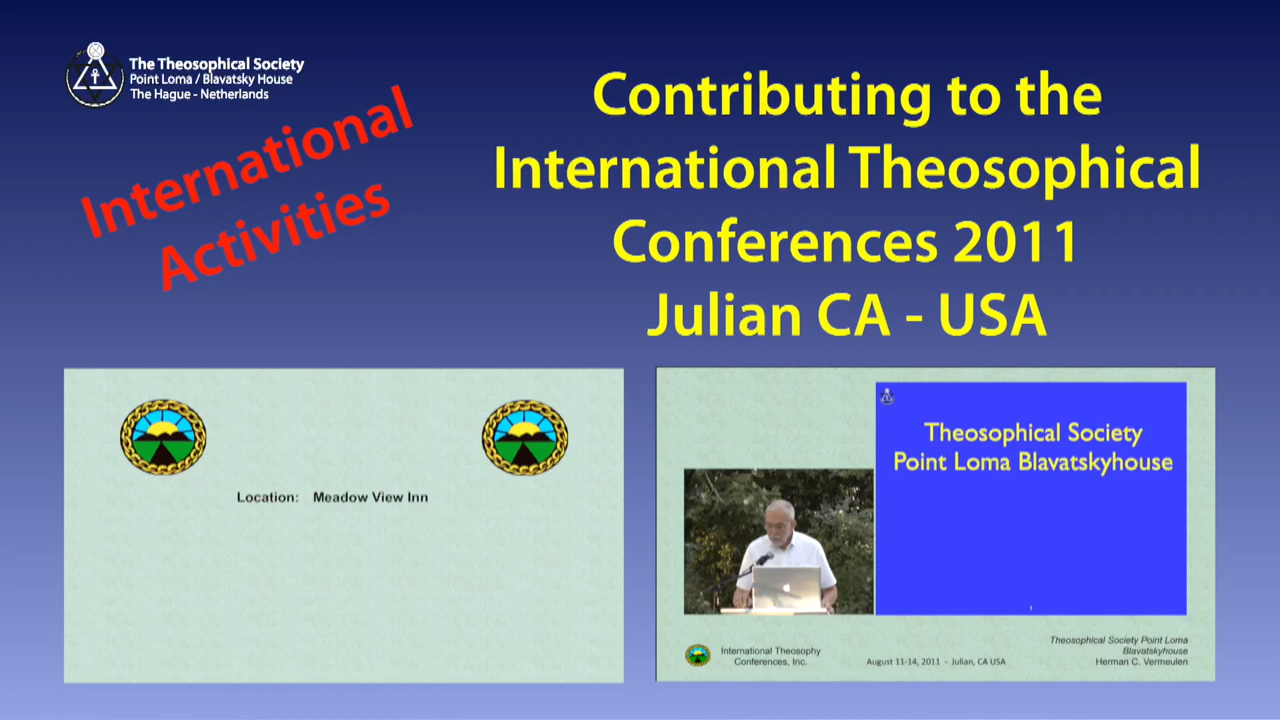 The Theosophical Society
Point Loma / Blavatsky House
The Hague - Netherlands
International
Activities
Contributing to the
International Theosophical
Conferences 2011
Julian CA - USA
Location: Meadow View Inn
Theosophical Society
Point Loma Blavatskyhouse
International Theosophy
Conferences, Inc.
August 11-14, 2011 - Julian, CA USA
Theosophical Society Point Loma
Blavatskyhouse
Herman C. Vermeulen